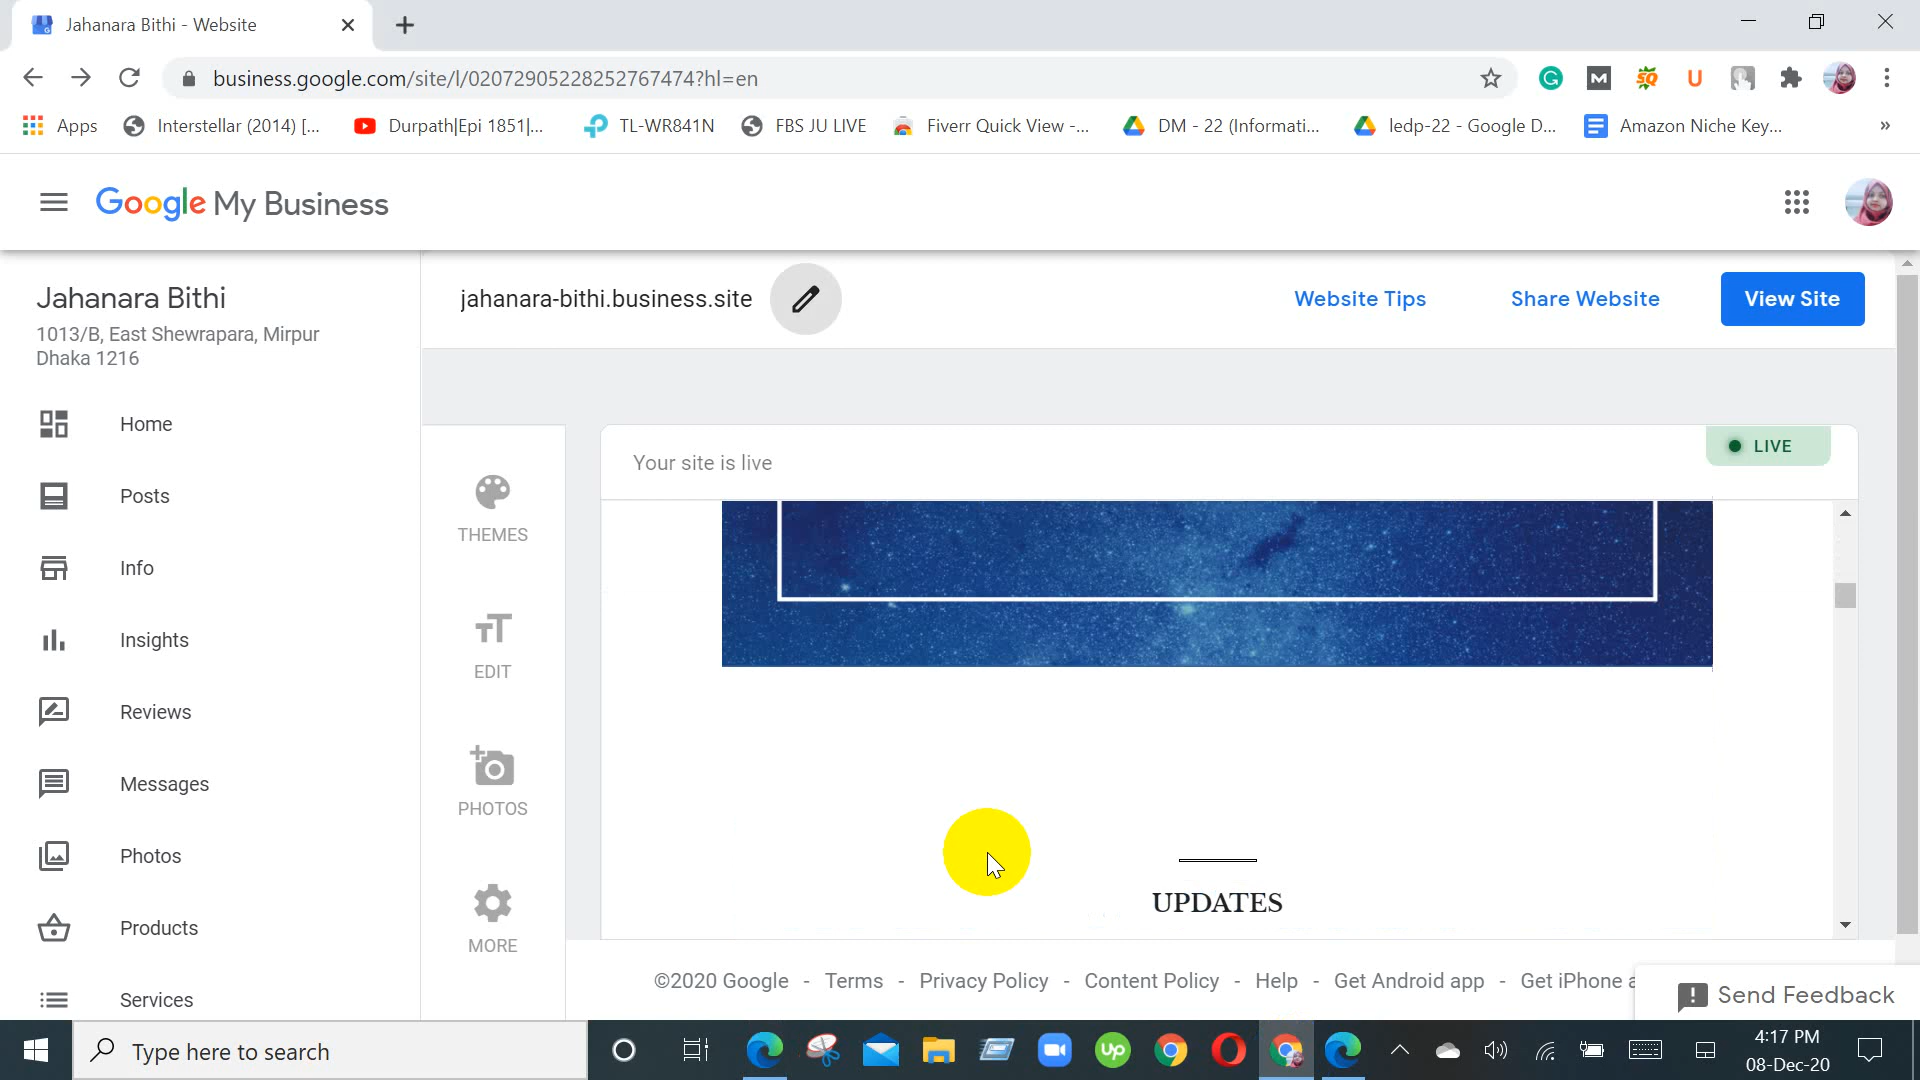 Jahanara Bithi - Website
business.google.com/site/l/02072905228252767474?hl=en
Apps
Interstellar (2014) [...
Durpath|Epi 1851|...
TL-WR841N
FBS JU LIVE
Fiverr Quick View -...
DM - 22 (Informati...
ledp-22 - Google D...
Amazon Niche Key...
»
Google My Business
Jahanara Bithi
1013/B, East Shewrapara, Mirpur
Dhaka 1216
jahanara-bithi.business.site
Website Tips
Share Website
View Site
Home
Posts
Info
Insights
Reviews
Messages
Photos
Products
Services
THEMES
EDIT
PHOTOS
MORE
Your site is live
LIVE
UPDATES
©2020 Google - Terms - Privacy Policy - Content Policy - Help - Get Android app - Get iPhone a
Send Feedback
Type here to search
4:17 PM
08-Dec-20